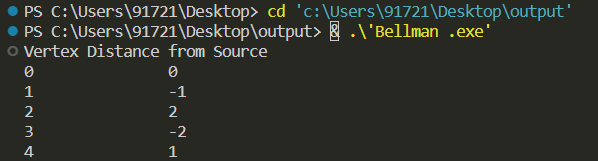 PS C:\Users\91721\Desktop> cd 'c:\Users\91721\Desktop\output'
PS C:\Users\91721\Desktop\output> & .\'Bellman .exe'
Vertex Distance from Source
0 0
1 -1
2 2
3 -2
4 1